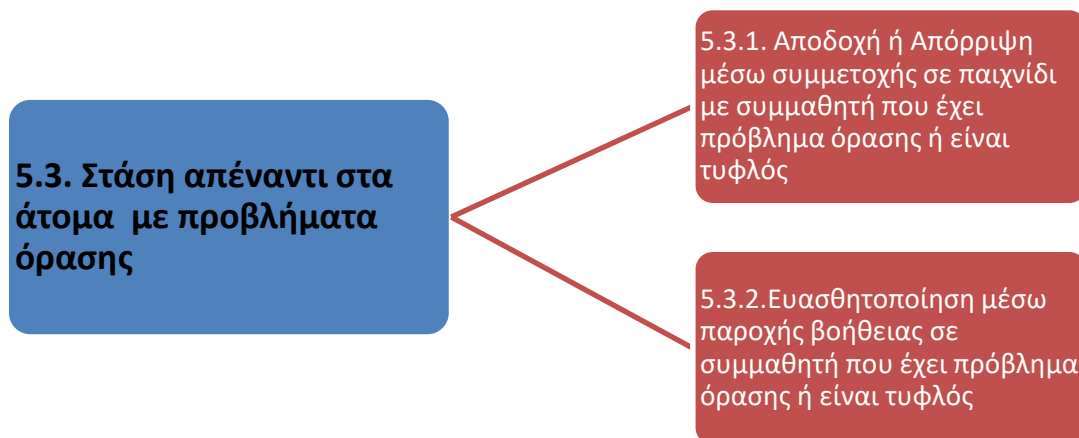 5.3. Στάση απέναντι στα
άτομα  με προβλήματα
όρασης
5.3.1. Αποδοχή ή Απόρριψη
μέσω συμμετοχής σε παιχνίδι
με συμμαθητή που έχει
πρόβλημα όρασης ή είναι
τυφλός
5.3.2.Ευασθητοποίηση μέσω
παροχής βοήθειας σε
συμμαθητή που έχει πρόβλημα
όρασης ή είναι τυφλός